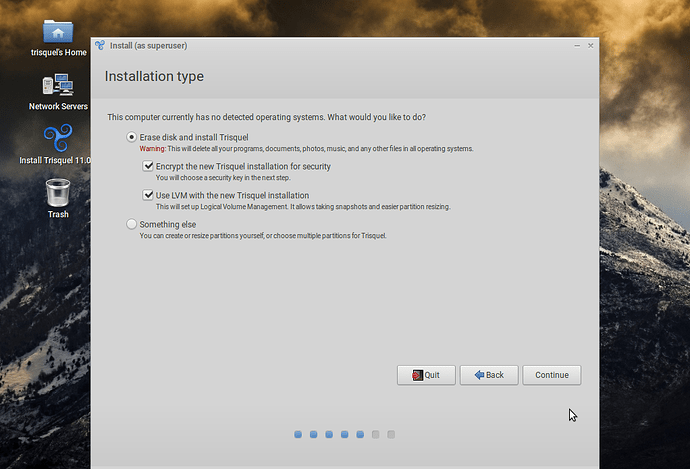 Install (as superuser)
trisquel's Home
Installation type
Network Servers
This computer currently has no detected operating systems. What would you like to do?
Erase disk and install Trisquel
Warning: This will delete all your programs, documents, photos, music, and any other files in all operating systems.
Install Trisquel 11.0
Encrypt the new Trisquel installation for security
You will choose a security key in the next step.
Use LVM with the new Trisquel installation
This will set up Logical Volume Management. It allows taking snapshots and easier partition resizing.
Trash
Something else
You can create or resize partitions yourself, or choose multiple partitions for Trisquel.
Quit
Back
Continue